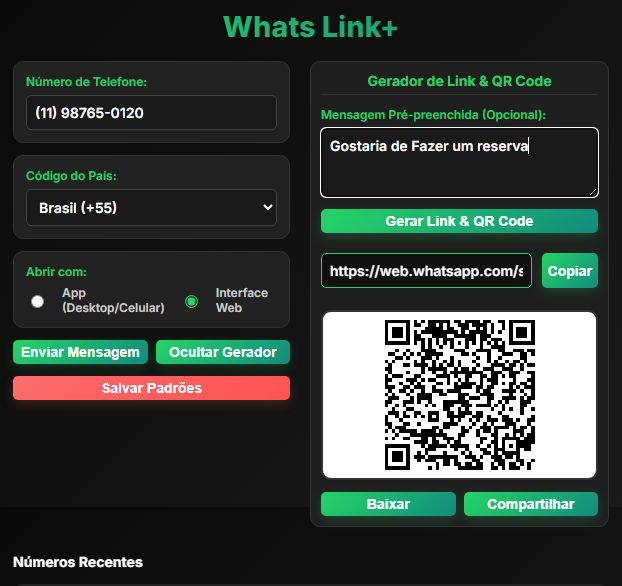 Whats Link+
Número de Telefone:
(11) 98765-0120
Código do País:
Brasil (+55)
Abrir com:
App
(Desktop/Celular)
Interface
Web
Enviar Mensagem
Ocultar Gerador
Salvar Padrões
Gerador de Link & QR Code
Mensagem Pré-preenchida (Opcional):
Gostaria de Fazer um reserva
Gerar Link & QR Code
https://web.whatsapp.com/s
Copiar
Baixar
Compartilhar
Números Recentes